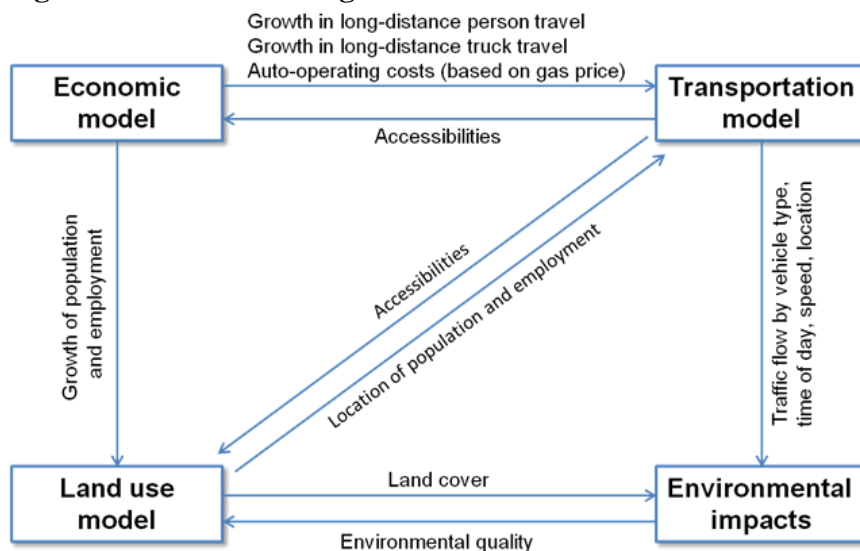 Growth in long-distance person travel
Growth in long-distance truck travel
Auto-operating costs (based on gas price)
Economic
model
Transportation
model
Accessibilities
Growth of population
and employment
Accessibilities
Location of population and employment
Traffic flow by vehicle type,
time of day, speed, location
Land use
model
Land cover
Environmental
impacts
Environmental quality